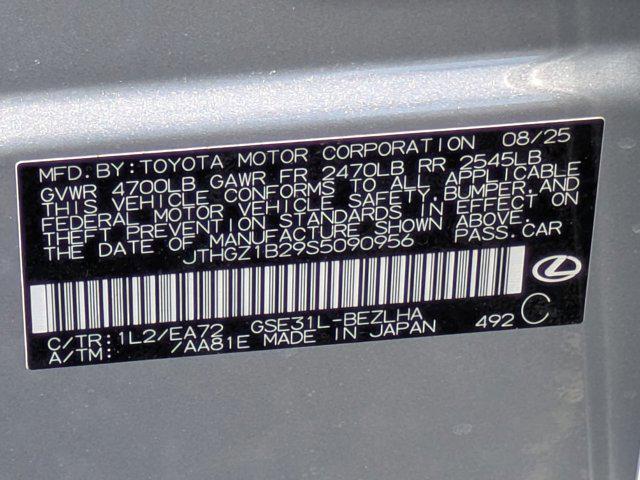 MFD. BY: TOYOTA MOTOR CORPORATION 08/25
GVWR 4700LB GAWR FR 2470LB RR 2545LB
THIS VEHICLE CONFORMS TO ALL APPLICABLE
FEDERAL MOTOR VEHICLE SAFETY, BUMPER, AND
THEFT PREVENTION STANDARDS IN EFFECT ON
THE DATE OF MANUFACTURE SHOWN ABOVE.
JTHGZ1B29S5090956 PASS.CAR
C/TR: 1L2/EA72 GSE31L-BEZLHA 492 C
A/TM: /AA81E MADE IN JAPAN